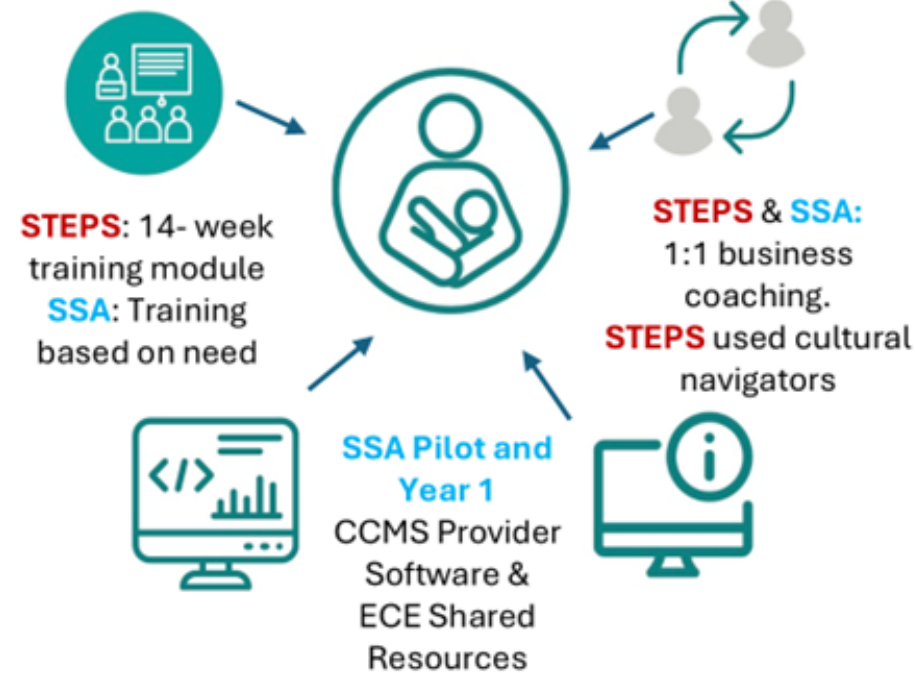 STEPS: 14- week
training module
SSA: Training
based on need
STEPS & SSA:
1:1 business
coaching.
STEPS used cultural
navigators
</>
SSA Pilot and
Year 1
CCMS Provider
Software &
ECE Shared
Resources
i